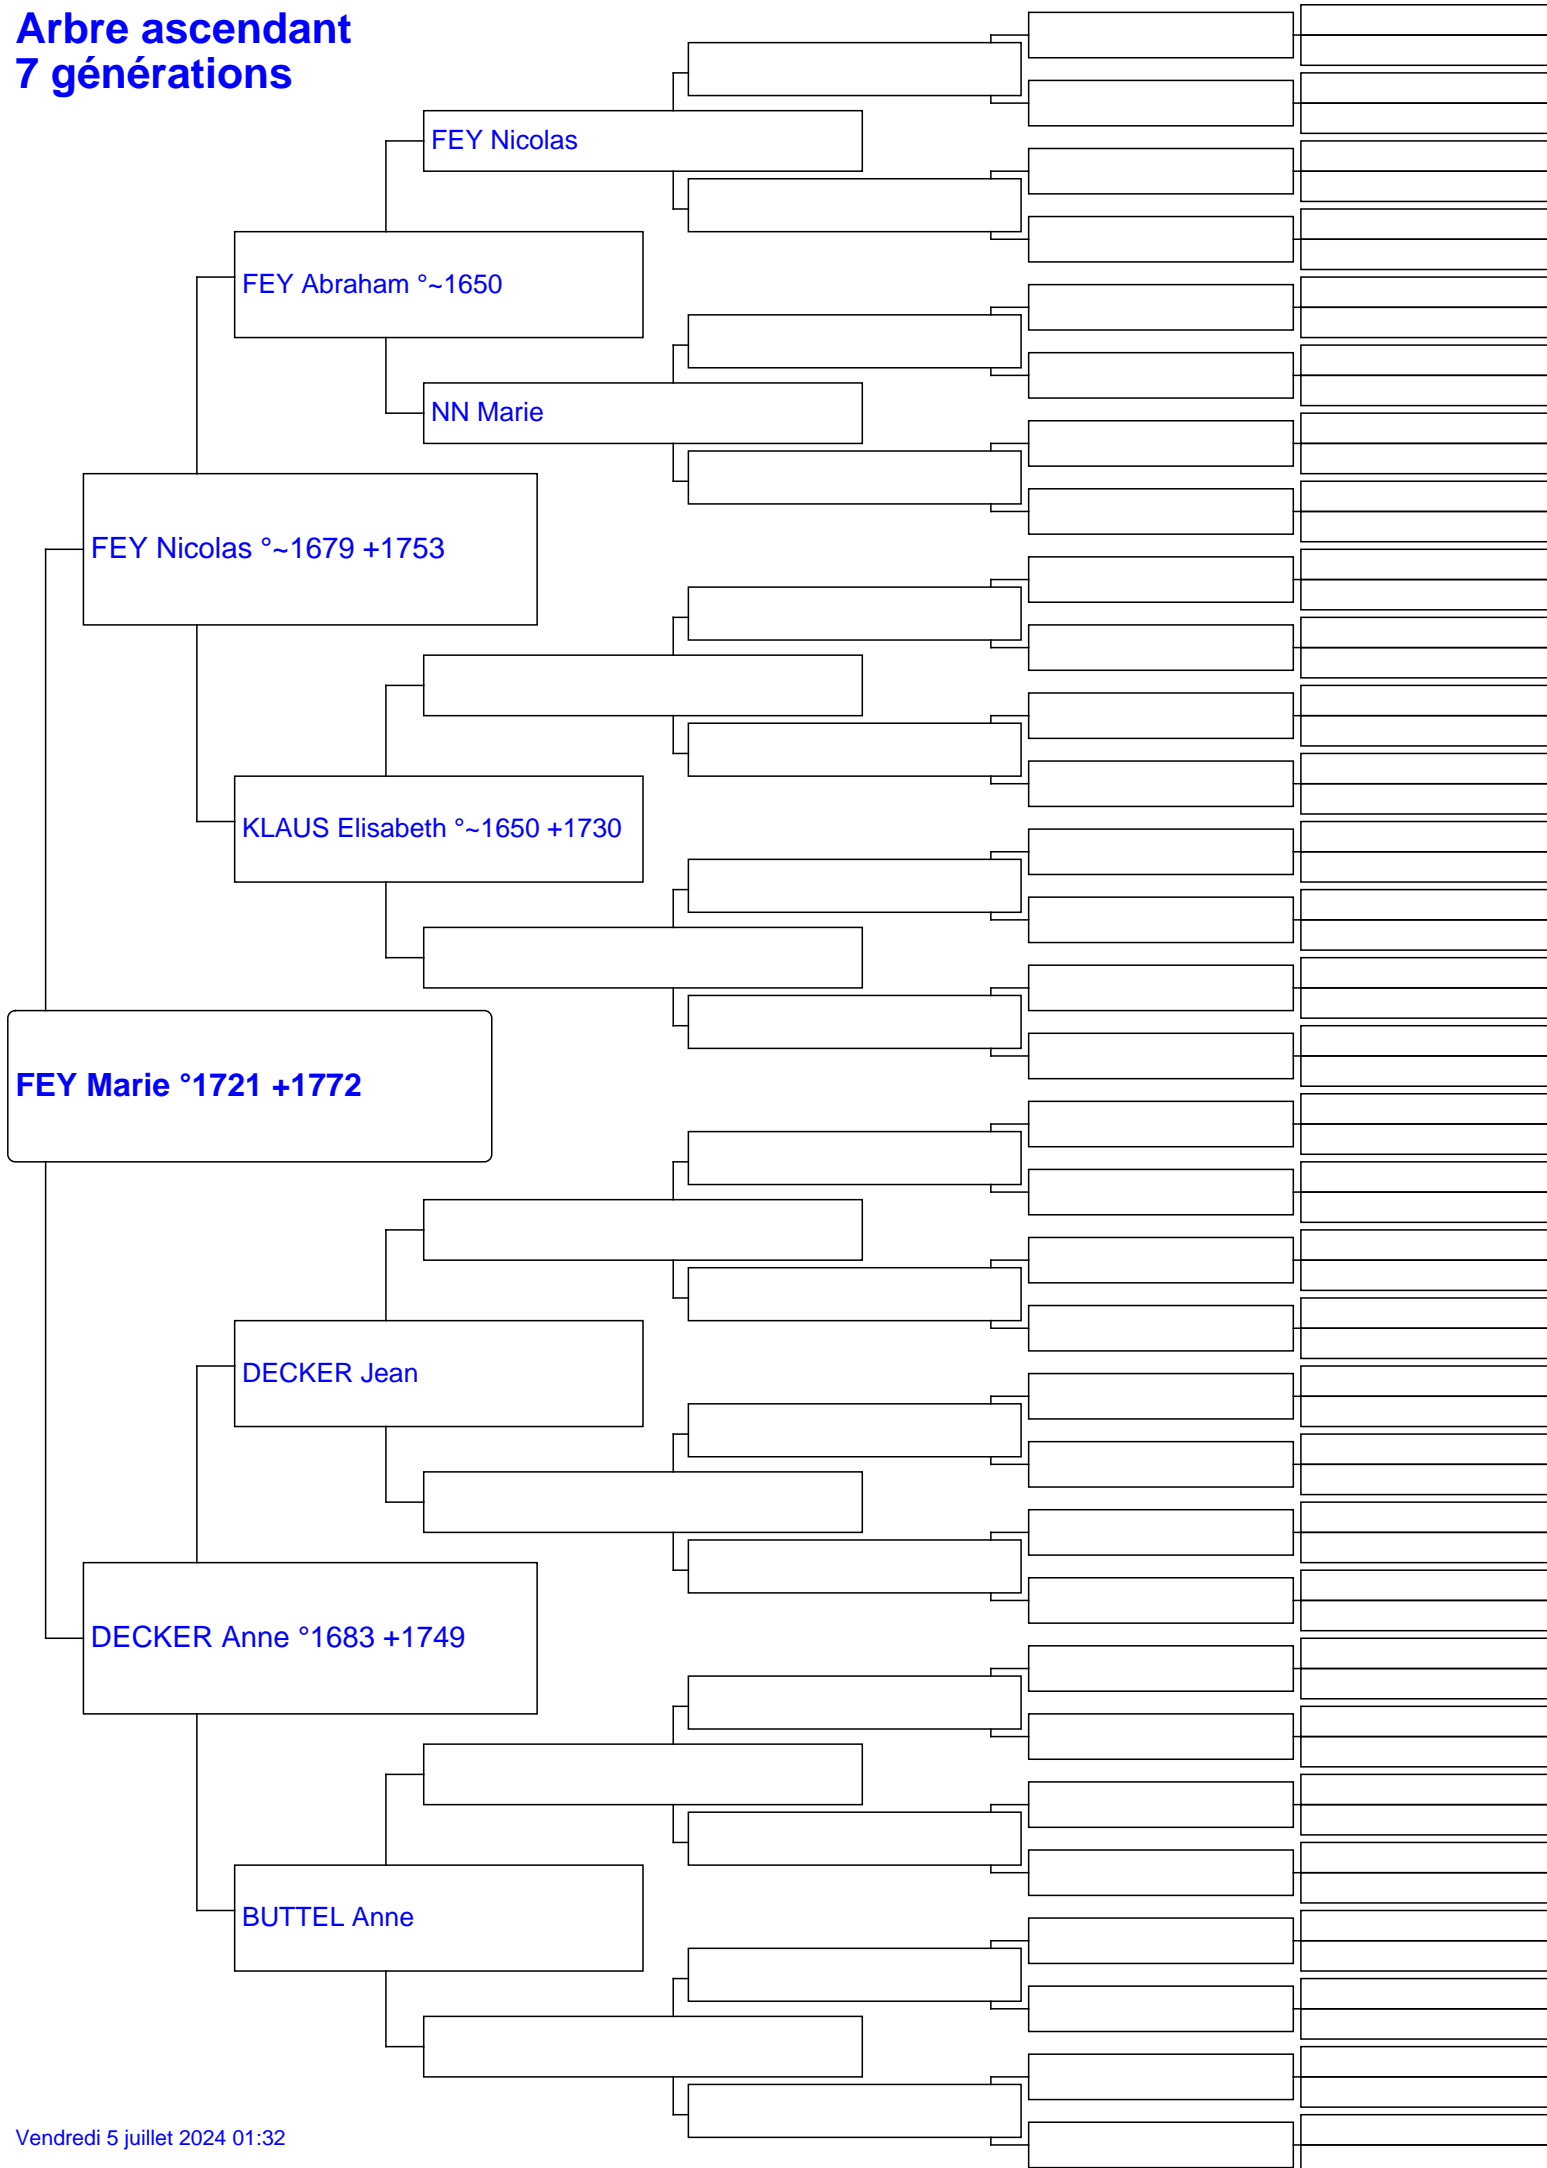 Arbre ascendant
7 générations
FEY Nicolas
FEY Abraham °~1650
NN Marie
FEY Nicolas °~1679 +1753
KLAUS Elisabeth °~1650 +1730
FEY Marie °1721 +1772
DECKER Jean
DECKER Anne °1683 +1749
BUTTEL Anne
Vendredi 5 juillet 2024 01:32